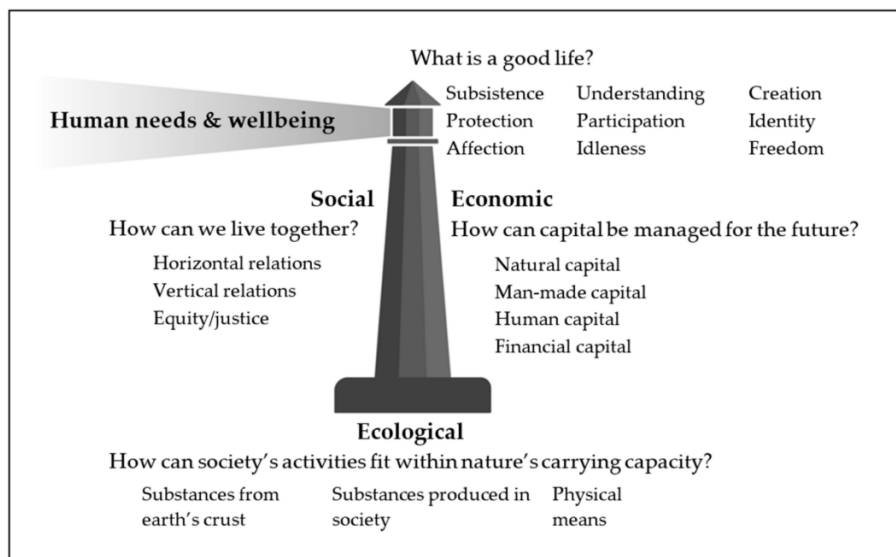 What is a good life?
Subsistence Understanding Creation
Human needs & wellbeing
Protection Participation Identity
Affection Idleness Freedom
Social
Economic
How can we live together?
How can capital be managed for the future?
Horizontal relations
Vertical relations
Equity/justice
Natural capital
Man-made capital
Human capital
Financial capital
Ecological
How can society's activities fit within nature's carrying capacity?
Substances from
earth's crust
Substances produced in
society
Physical
means